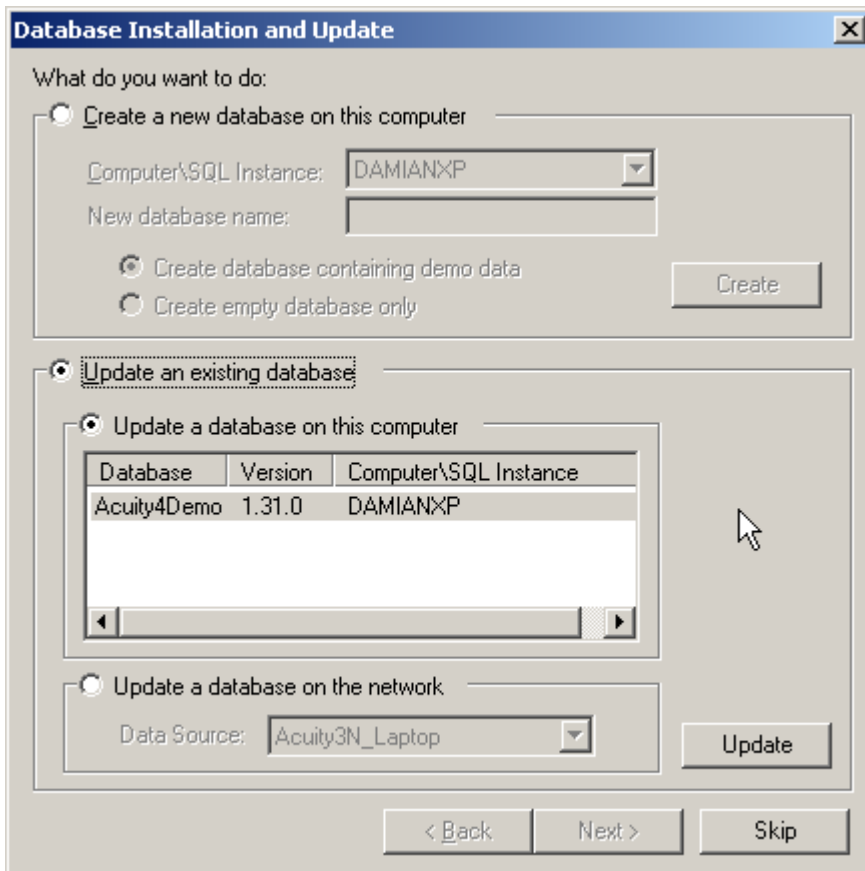 Database Installation and Update
What do you want to do:
Create a new database on this computer
Computer\SQL Instance: DAMIANXP
New database name:
Create database containing demo data
Create empty database only
Create
Update an existing database
Update a database on this computer
Database Version Computer\SQL Instance
Acuity4Demo 1.31.0 DAMIANXP
Update a database on the network
Data Source: Acuity3N_Laptop
Update
< Back Next > Skip